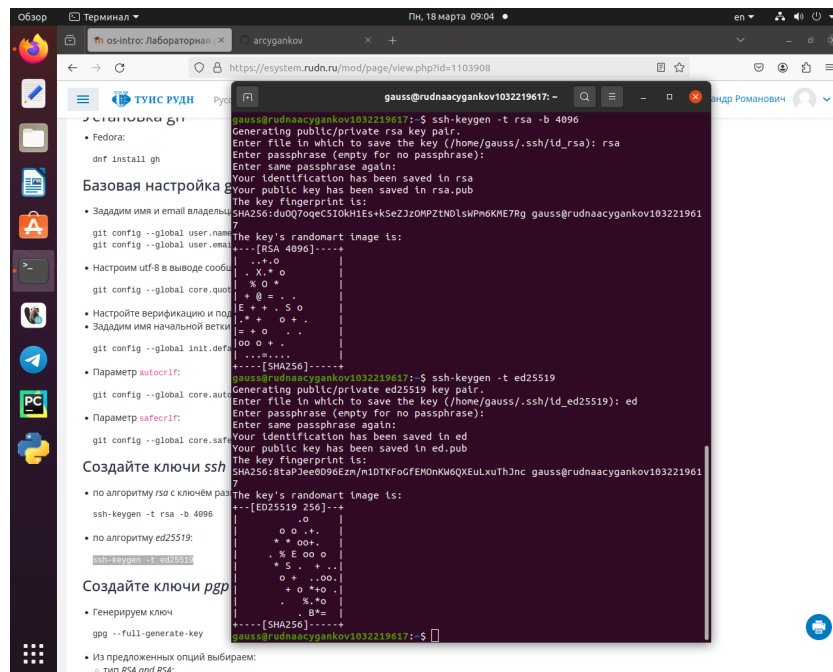 Обзор
Терминал
Пн, 18 марта 09:04
en
os-intro: Лабораторная
arcygankov
https://esystem.rudn.ru/mod/page/view.php?id=1103908
ТУИС РУДН
андр Романович
gauss@rudnaacygankov1032219617: ~
Установка gh
• Fedora:
dnf install gh
Базовая настройка g
• Зададим имя и email владельц
git config --global user.name
git config --global user.emai
• Настроим utf-8 в выводе сообщ
git config --global core.quot
• Настройте верификацию и под
• Зададим имя начальной ветки
git config --global init.defa
• Параметр autocrlf:
git config --global core.auto
• Параметр safecrlf:
git config --global core.safe
Создайте ключи ssh
• по алгоритму rsa с ключём раз
ssh-keygen -t rsa -b 4096
• по алгоритму ed25519:
ssh-keygen -t ed25519
Создайте ключи pgp
• Генерируем ключ
gpg --full-generate-key
• Из предложенных опций выбираем:
○ тип RSA and RSA;
gauss@rudnaacygankov1032219617:~$ ssh-keygen -t rsa -b 4096
Generating public/private rsa key pair.
Enter file in which to save the key (/home/gauss/.ssh/id_rsa): rsa
Enter passphrase (empty for no passphrase):
Enter same passphrase again:
Your identification has been saved in rsa
Your public key has been saved in rsa.pub
The key fingerprint is:
SHA256:duOQ7oqeC5IOkH1Es+kSeZJzOMPZtNDlsWPm6KME7Rg gauss@rudnaacygankov103221961
7
The key's randomart image is:
+---[RSA 4096]----+
|  ..+.o          |
| . X.* o         |
|  % O *          |
| + @ = . .       |
|E + + . S o      |
|.* +   o + .     |
|= + o   . .      |
|oo o + .         |
| ...=....        |
+----[SHA256]-----+
gauss@rudnaacygankov1032219617:~$ ssh-keygen -t ed25519
Generating public/private ed25519 key pair.
Enter file in which to save the key (/home/gauss/.ssh/id_ed25519): ed
Enter passphrase (empty for no passphrase):
Enter same passphrase again:
Your identification has been saved in ed
Your public key has been saved in ed.pub
The key fingerprint is:
SHA256:8taPJee0D96Ezm/m1DTKFoGfEMOnKW6QXEuLxuThJnc gauss@rudnaacygankov103221961
7
The key's randomart image is:
+--[ED25519 256]--+
|          .o     |
|       o o .+.   |
|      * * oo+.   |
|     . % E oo o  |
|      * S .  + ..|
|       o +  ..oo.|
|        + o *+o .|
|       .   %.*o  |
|          . B*=  |
+----[SHA256]-----+
gauss@rudnaacygankov1032219617:~$